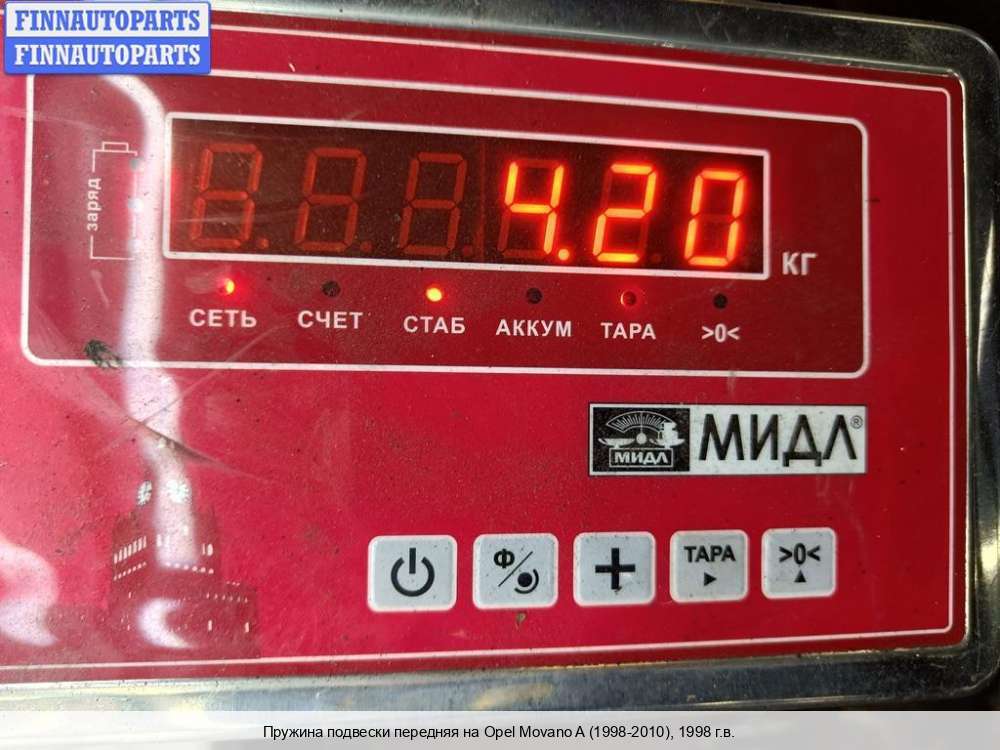 FINNAUTOPARTS
FINNAUTOPARTS
заряд
4.20
КГ
СЕТЬ СЧЕТ СТАБ АККУМ ТАРА >0<
МИДЛ
МИДЛ®
Ф
ТАРА
>0<
Пружина подвески передняя на Opel Movano A (1998-2010), 1998 г.в.